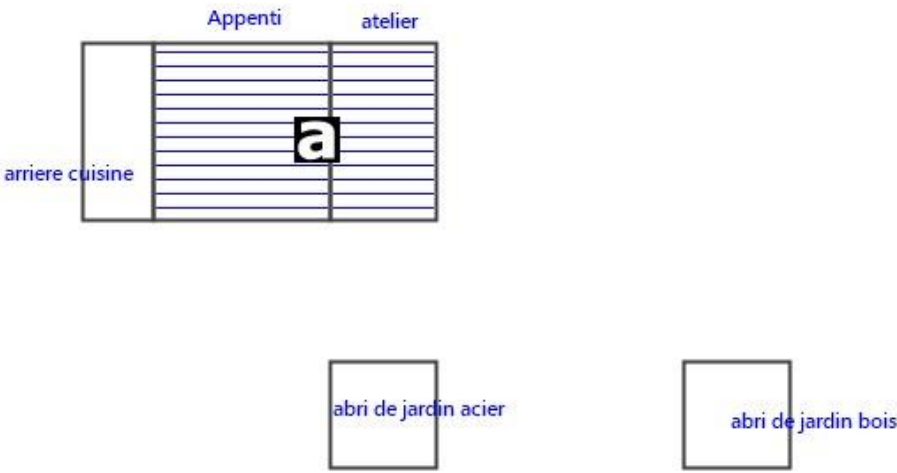 Appenti
atelier
a
arriere cuisine
abri de jardin acier
abri de jardin bois